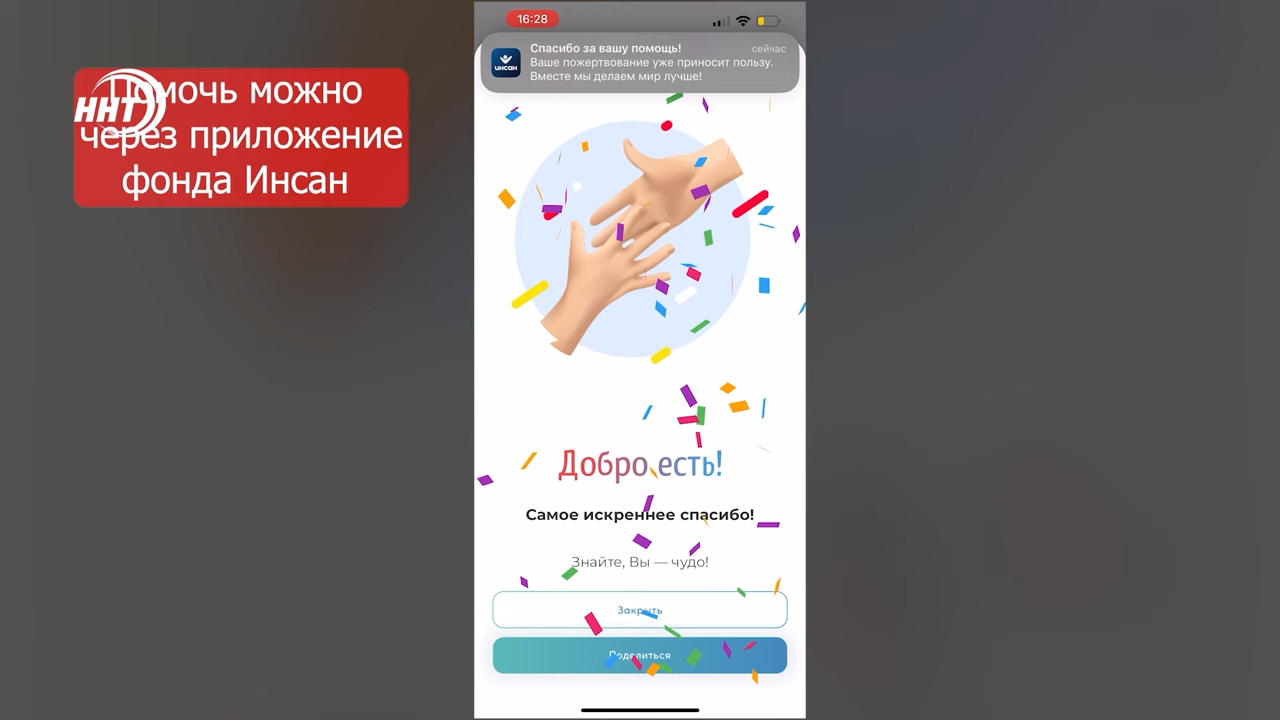 ННТ
Помочь можно
через приложение
фонда Инсан
16:28
инсан
Спасибо за вашу помощь!
сейчас
Ваше пожертвование уже приносит пользу.
Вместе мы делаем мир лучше!
Добро есть!
Самое искреннее спасибо!
Знайте, Вы — чудо!
Закрыть
Поделиться